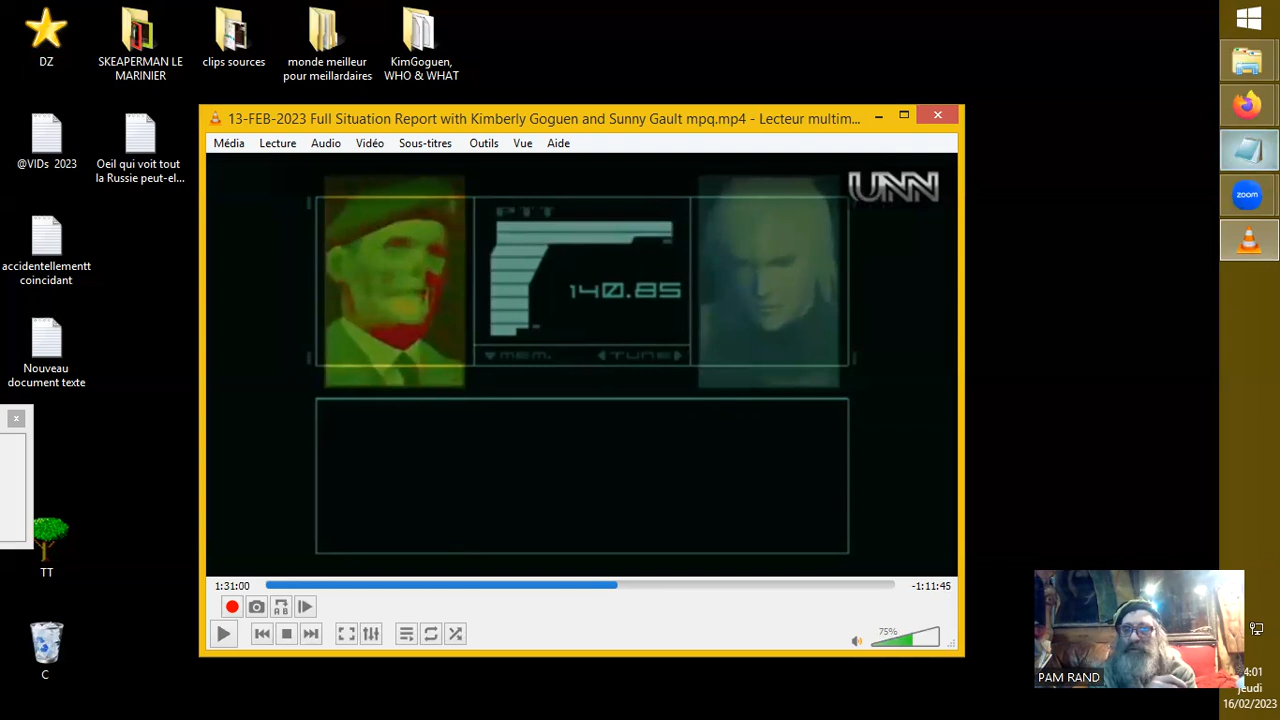 DZ
SKEAPERMAN LE
MARINIER
clips sources
monde meilleur
pour meillardaires
KimGoguen,
WHO & WHAT
@VIDs 2023
Oeil qui voit tout
la Russie peut-el...
accidentellementt
coincidant
Nouveau
document texte
TT
C
13-FEB-2023 Full Situation Report with Kimberly Goguen and Sunny Gault mpq.mp4 - Lecteur multim...
Média Lecture Audio Vidéo Sous-titres Outils Vue Aide
UNN
PTT
140.85
MEM.
TUNE
1:31:00
-1:11:45
75%
zoom
PAM RAND
4:01
jeudi
16/02/2023